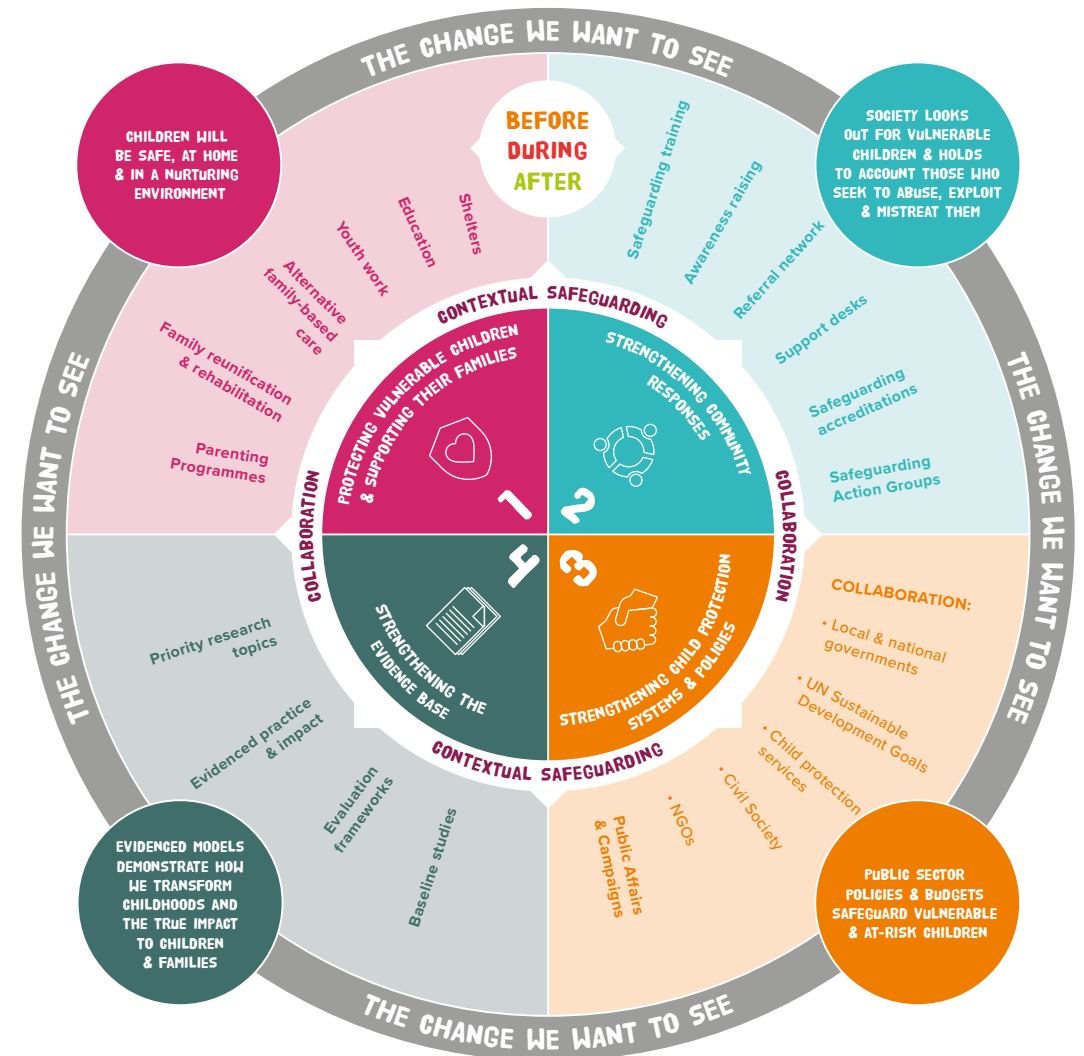 THE CHANGE WE WANT TO SEE
CHILDREN WILL
BE SAFE, AT HOME
& IN A NURTURING
ENVIRONMENT
SOCIETY LOOKS
OUT FOR VULNERABLE
CHILDREN & HOLDS
TO ACCOUNT THOSE WHO
SEEK TO ABUSE, EXPLOIT
& MISTREAT THEM
BEFORE
DURING
AFTER
Shelters
Education
Youth work
Alternative
family-based
care
Family reunification
& rehabilitation
Parenting
Programmes
Safeguarding training
Awareness raising
Referral network
Support desks
Safeguarding
accreditations
Safeguarding
Action Groups
CONTEXTUAL SAFEGUARDING
PROTECTING VULNERABLE CHILDREN
& SUPPORTING THEIR FAMILIES
1
STRENGTHENING COMMUNITY
RESPONSES
2
THE CHANGE WE WANT TO SEE
COLLABORATION
COLLABORATION
THE CHANGE WE WANT TO SEE
4
STRENGTHENING THE
EVIDENCE BASE
3
STRENGTHENING CHILD PROTECTION
SYSTEMS & POLICIES
CONTEXTUAL SAFEGUARDING
Priority research
topics
Evidenced practice
& impact
Evaluation
frameworks
Baseline studies
COLLABORATION:
• Local & national
governments
• UN Sustainable
Development Goals
• Child protection
services
• Civil Society
• NGOs
Public Affairs
& Campaigns
EVIDENCED MODELS
DEMONSTRATE HOW
WE TRANSFORM
CHILDHOODS AND
THE TRUE IMPACT
TO CHILDREN
& FAMILIES
PUBLIC SECTOR
POLICIES & BUDGETS
SAFEGUARD VULNERABLE
& AT-RISK CHILDREN
THE CHANGE WE WANT TO SEE